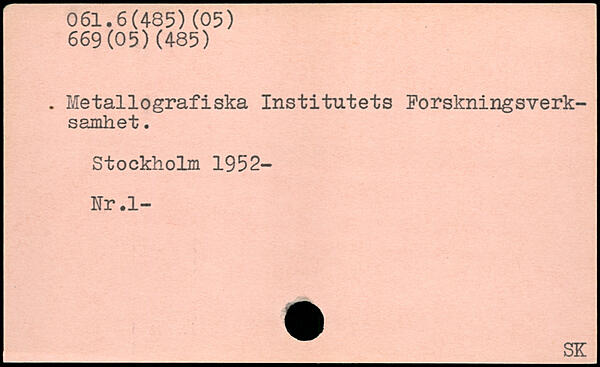 061.6(485)(05)
669(05)(485)
. Metallografiska Institutets Forskningsverk-
samhet.
Stockholm 1952-
Nr.1-
SK